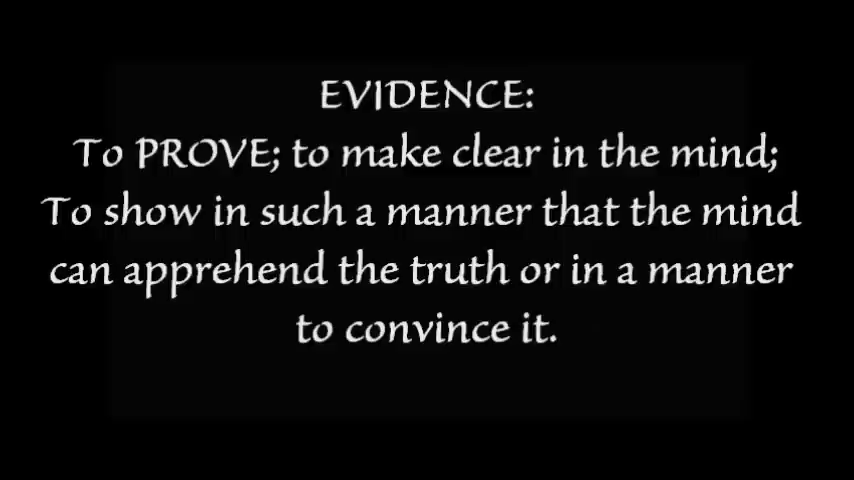 EVIDENCE:
To PROVE; to make clear in the mind;
To show in such a manner that the mind
can apprehend the truth or in a manner
to convince it.